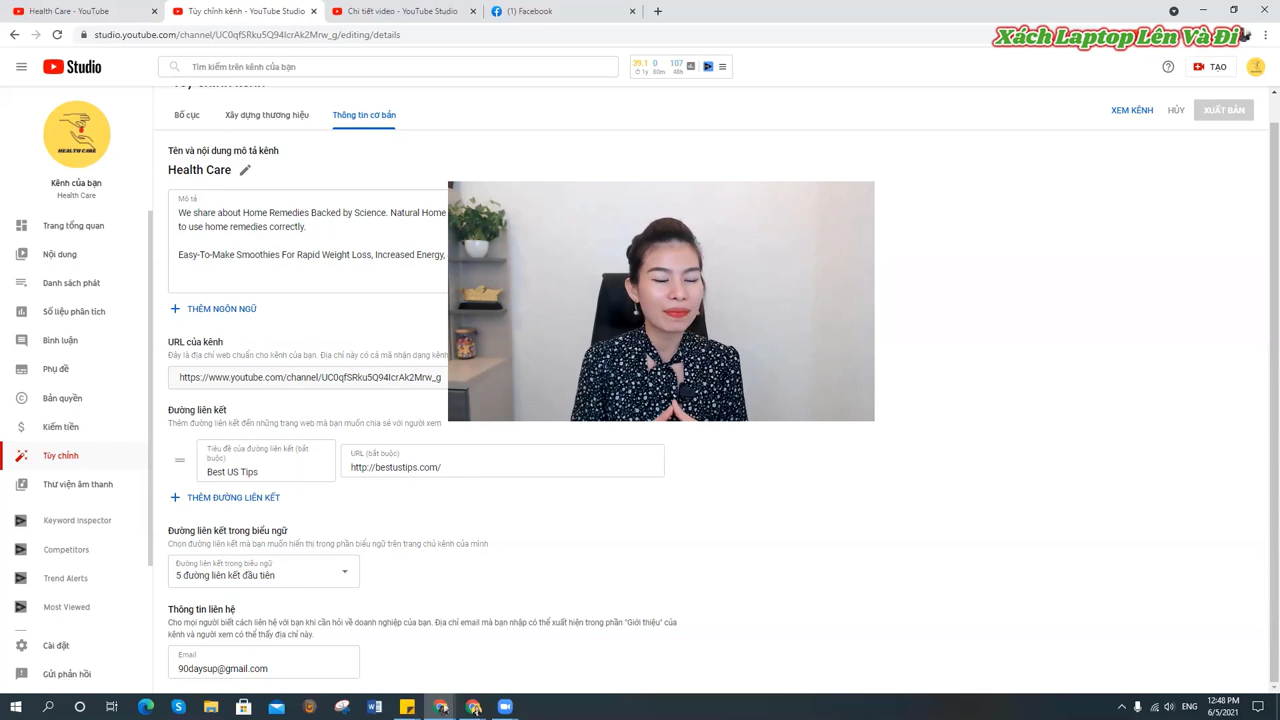 Health Care - YouTube Studio
Tùy chỉnh kênh - YouTube Studio
Chi tiết video - YouTube Studio
(1) Facebook
studio.youtube.com/channel/UC0qfSRku5Q94IcrAk2Mrw_g/editing/details
Xách Laptop Lên Và Đi
Studio
Tìm kiếm trên kênh của bạn
39.1 0 107
1y 60m 48h
TẠO
Tùy chỉnh kênh
Bố cục
Xây dựng thương hiệu
Thông tin cơ bản
XEM KÊNH
HỦY
XUẤT BẢN
HEALTH CARE
Kênh của bạn
Health Care
Trang tổng quan
Nội dung
Danh sách phát
Số liệu phân tích
Bình luận
Phụ đề
Bản quyền
Kiếm tiền
Tùy chỉnh
Thư viện âm thanh
Keyword inspector
Competitors
Trend Alerts
Most Viewed
Cài đặt
Gửi phản hồi
Tên và nội dung mô tả kênh
Health Care
Mô tả
We share about Home Remedies Backed by Science. Natural Home
to use home remedies correctly.
Easy-To-Make Smoothies For Rapid Weight Loss, Increased Energy,
THÊM NGÔN NGỮ
URL của kênh
Đây là địa chỉ web chuẩn cho kênh của bạn. Địa chỉ này có cả mã nhận dạng kênh
https://www.youtube.com/channel/UC0qfSRku5Q94IcrAk2Mrw_g
Đường liên kết
Thêm đường liên kết đến những trang web mà bạn muốn chia sẻ với người xem
Tiêu đề của đường liên kết (bắt
buộc)
Best US Tips
URL (bắt buộc)
http://bestustips.com/
THÊM ĐƯỜNG LIÊN KẾT
Đường liên kết trong biểu ngữ
Chọn đường liên kết mà bạn muốn hiển thị trong phần biểu ngữ trên trang chủ kênh của mình
Đường liên kết trong biểu ngữ
5 đường liên kết đầu tiên
Thông tin liên hệ
Cho mọi người biết cách liên hệ với bạn khi cần hỏi về doanh nghiệp của bạn. Địa chỉ email mà bạn nhập có thể xuất hiện trong phần "Giới thiệu" của
kênh và người xem có thể thấy địa chỉ này.
Email
90daysup@gmail.com
ENG
12:48 PM
6/5/2021